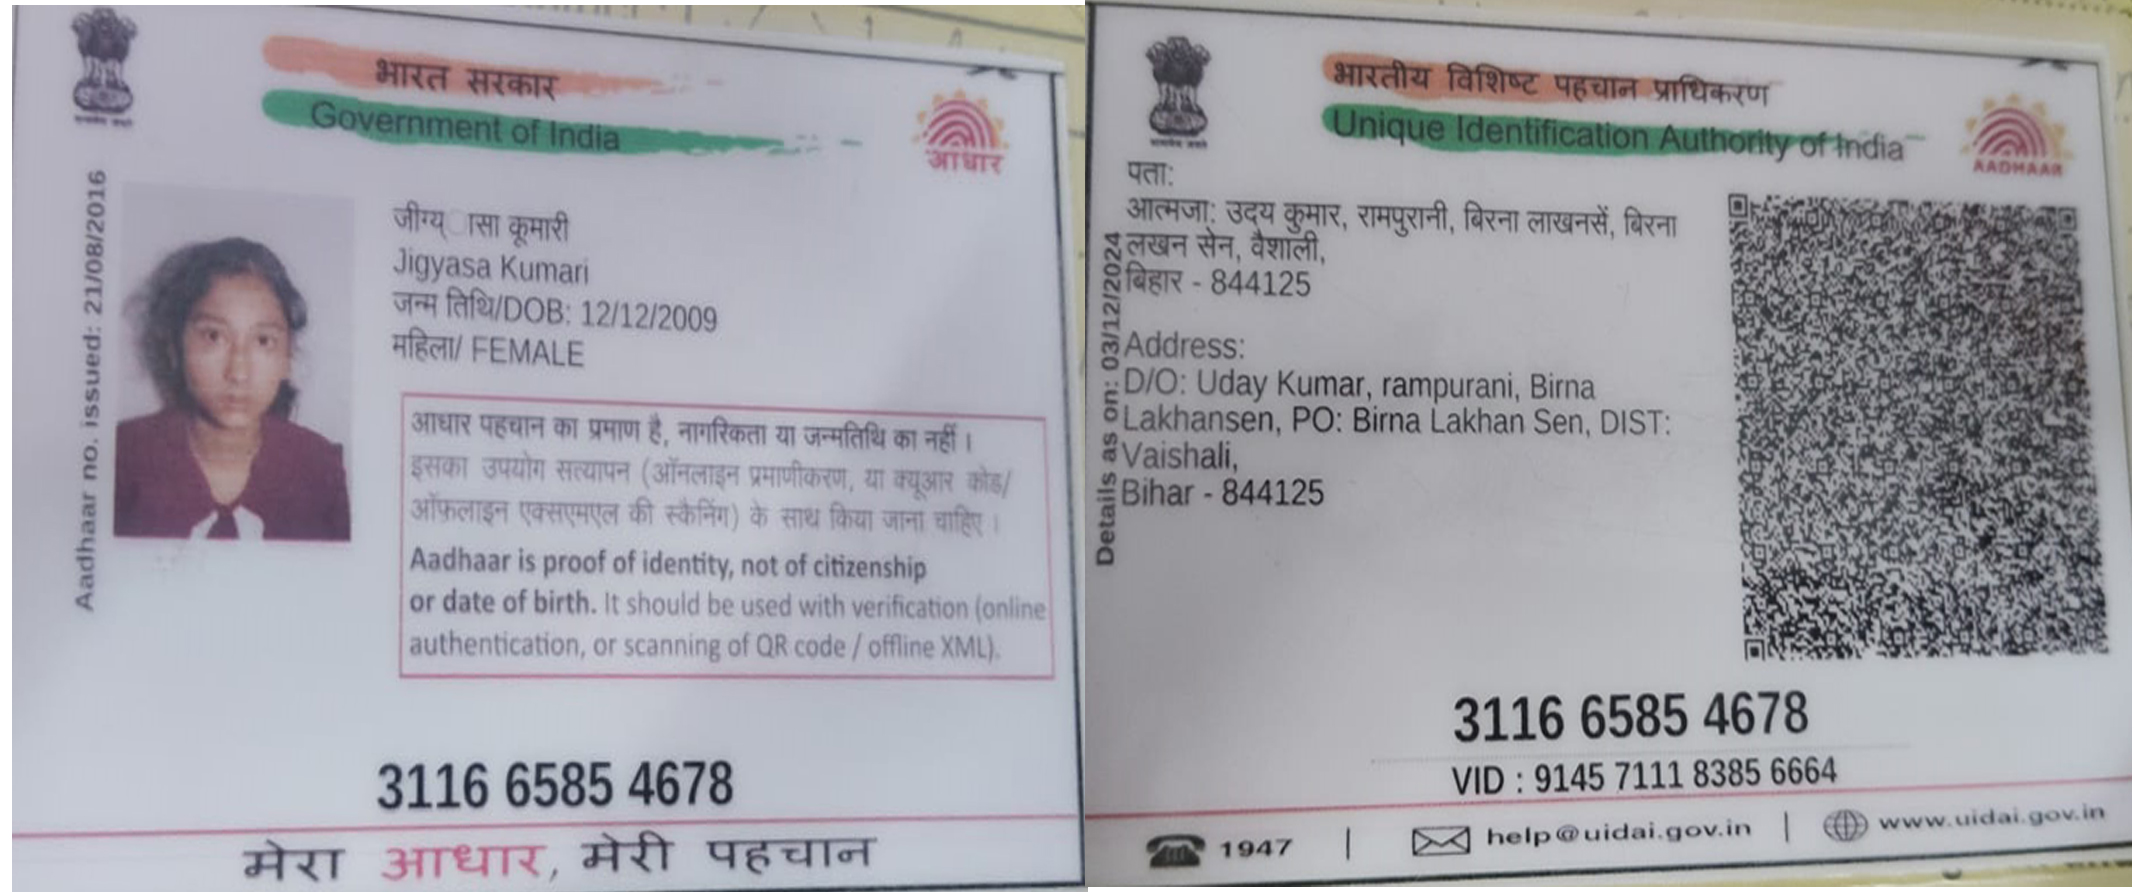 भारत सरकार
Government of India
आधार
Aadhaar no. issued: 21/08/2016
जीग्य्ासा कूमारी
Jigyasa Kumari
जन्म तिथि/DOB: 12/12/2009
महिला/ FEMALE
आधार पहचान का प्रमाण है, नागरिकता या जन्मतिथि का नहीं ।
इसका उपयोग सत्यापन (ऑनलाइन प्रमाणीकरण, या क्यूआर कोड/
ऑफ़लाइन एक्सएमएल की स्कैनिंग) के साथ किया जाना चाहिए ।
Aadhaar is proof of identity, not of citizenship
or date of birth. It should be used with verification (online
authentication, or scanning of QR code / offline XML).
3116 6585 4678
मेरा आधार, मेरी पहचान
भारतीय विशिष्ट पहचान प्राधिकरण
Unique Identification Authority of India
AADHAAR
Details as on: 03/12/2024
पता:
आत्मजा: उदय कुमार, रामपुरानी, बिरना लाखनसें, बिरना
लखन सेन, वैशाली,
बिहार - 844125
Address:
D/O: Uday Kumar, rampurani, Birna
Lakhansen, PO: Birna Lakhan Sen, DIST:
Vaishali,
Bihar - 844125
3116 6585 4678
VID : 9145 7111 8385 6664
1947 | help@uidai.gov.in | www.uidai.gov.in